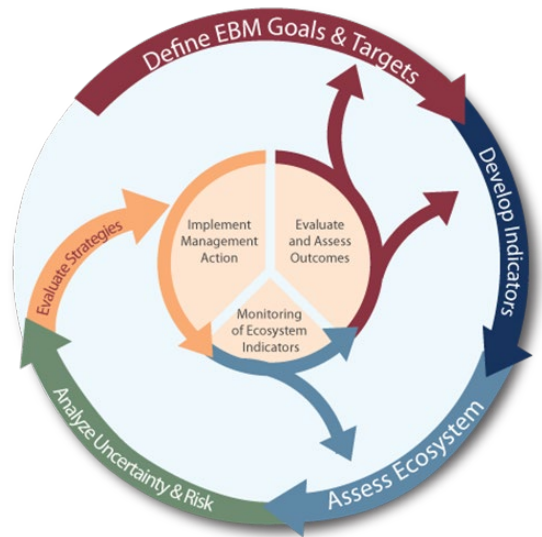 Define EBM Goals & Targets
Develop Indicators
Assess Ecosystem
Analyze Uncertainty & Risk
Evaluate Strategies
Implement
Management
Action
Evaluate
and Assess
Outcomes
Monitoring
of Ecosystem
Indicators